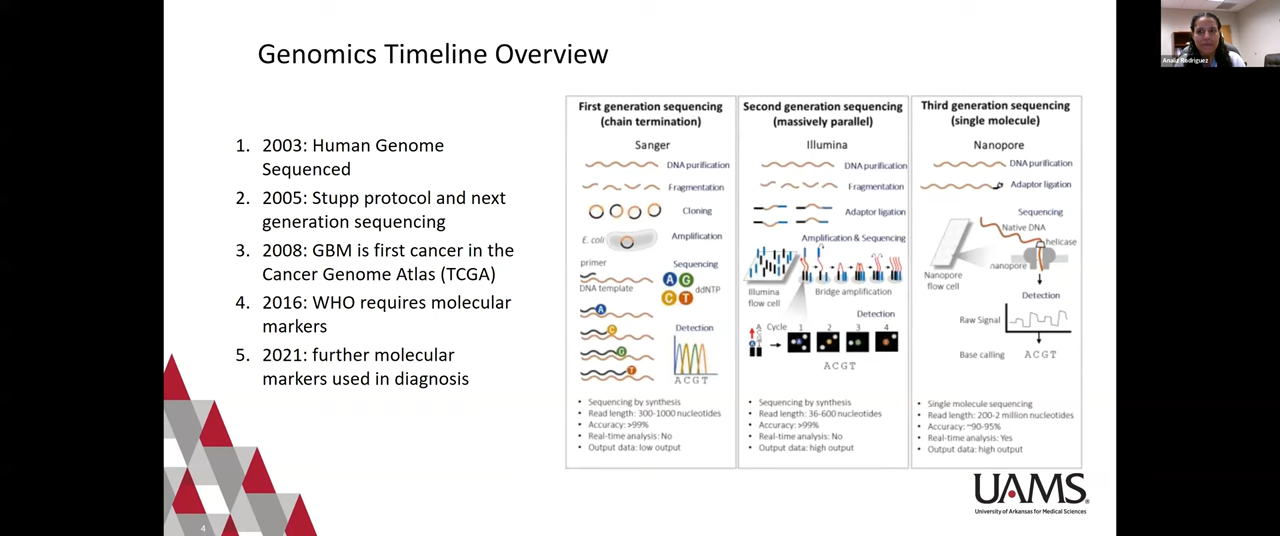 Genomics Timeline Overview
Analiz Rodriguez
1. 2003: Human Genome
Sequenced
2. 2005: Stupp protocol and next
generation sequencing
3. 2008: GBM is first cancer in the
Cancer Genome Atlas (TCGA)
4. 2016: WHO requires molecular
markers
5. 2021: further molecular
markers used in diagnosis
First generation sequencing
(chain termination)
Sanger
DNA purification
Fragmentation
Cloning
E. coli
Amplification
primer
Sequencing
DNA template
A G
C T
ddNTP
A
C
G
T
Detection
A C G T
• Sequencing by synthesis
• Read length: 300-1000 nucleotides
• Accuracy: >99%
• Real-time analysis: No
• Output data: low output
Second generation sequencing
(massively parallel)
Illumina
DNA purification
Fragmentation
Adaptor ligation
Amplification & Sequencing
Illumina
flow cell
Bridge amplification
Detection
Cycle 1 2 3 4
A C G T
• Sequencing by synthesis
• Read length: 36-600 nucleotides
• Accuracy: >99%
• Real-time analysis: No
• Output data: high output
Third generation sequencing
(single molecule)
Nanopore
DNA purification
Adaptor ligation
Sequencing
Native DNA
helicase
nanopore
Nanopore
flow cell
Detection
Raw Signal
Base calling A C G T
• Single molecule sequencing
• Read length: 200-2 million nucleotides
• Accuracy: ~90-95%
• Real-time analysis: Yes
• Output data: high output
UAMS®
University of Arkansas for Medical Sciences
4